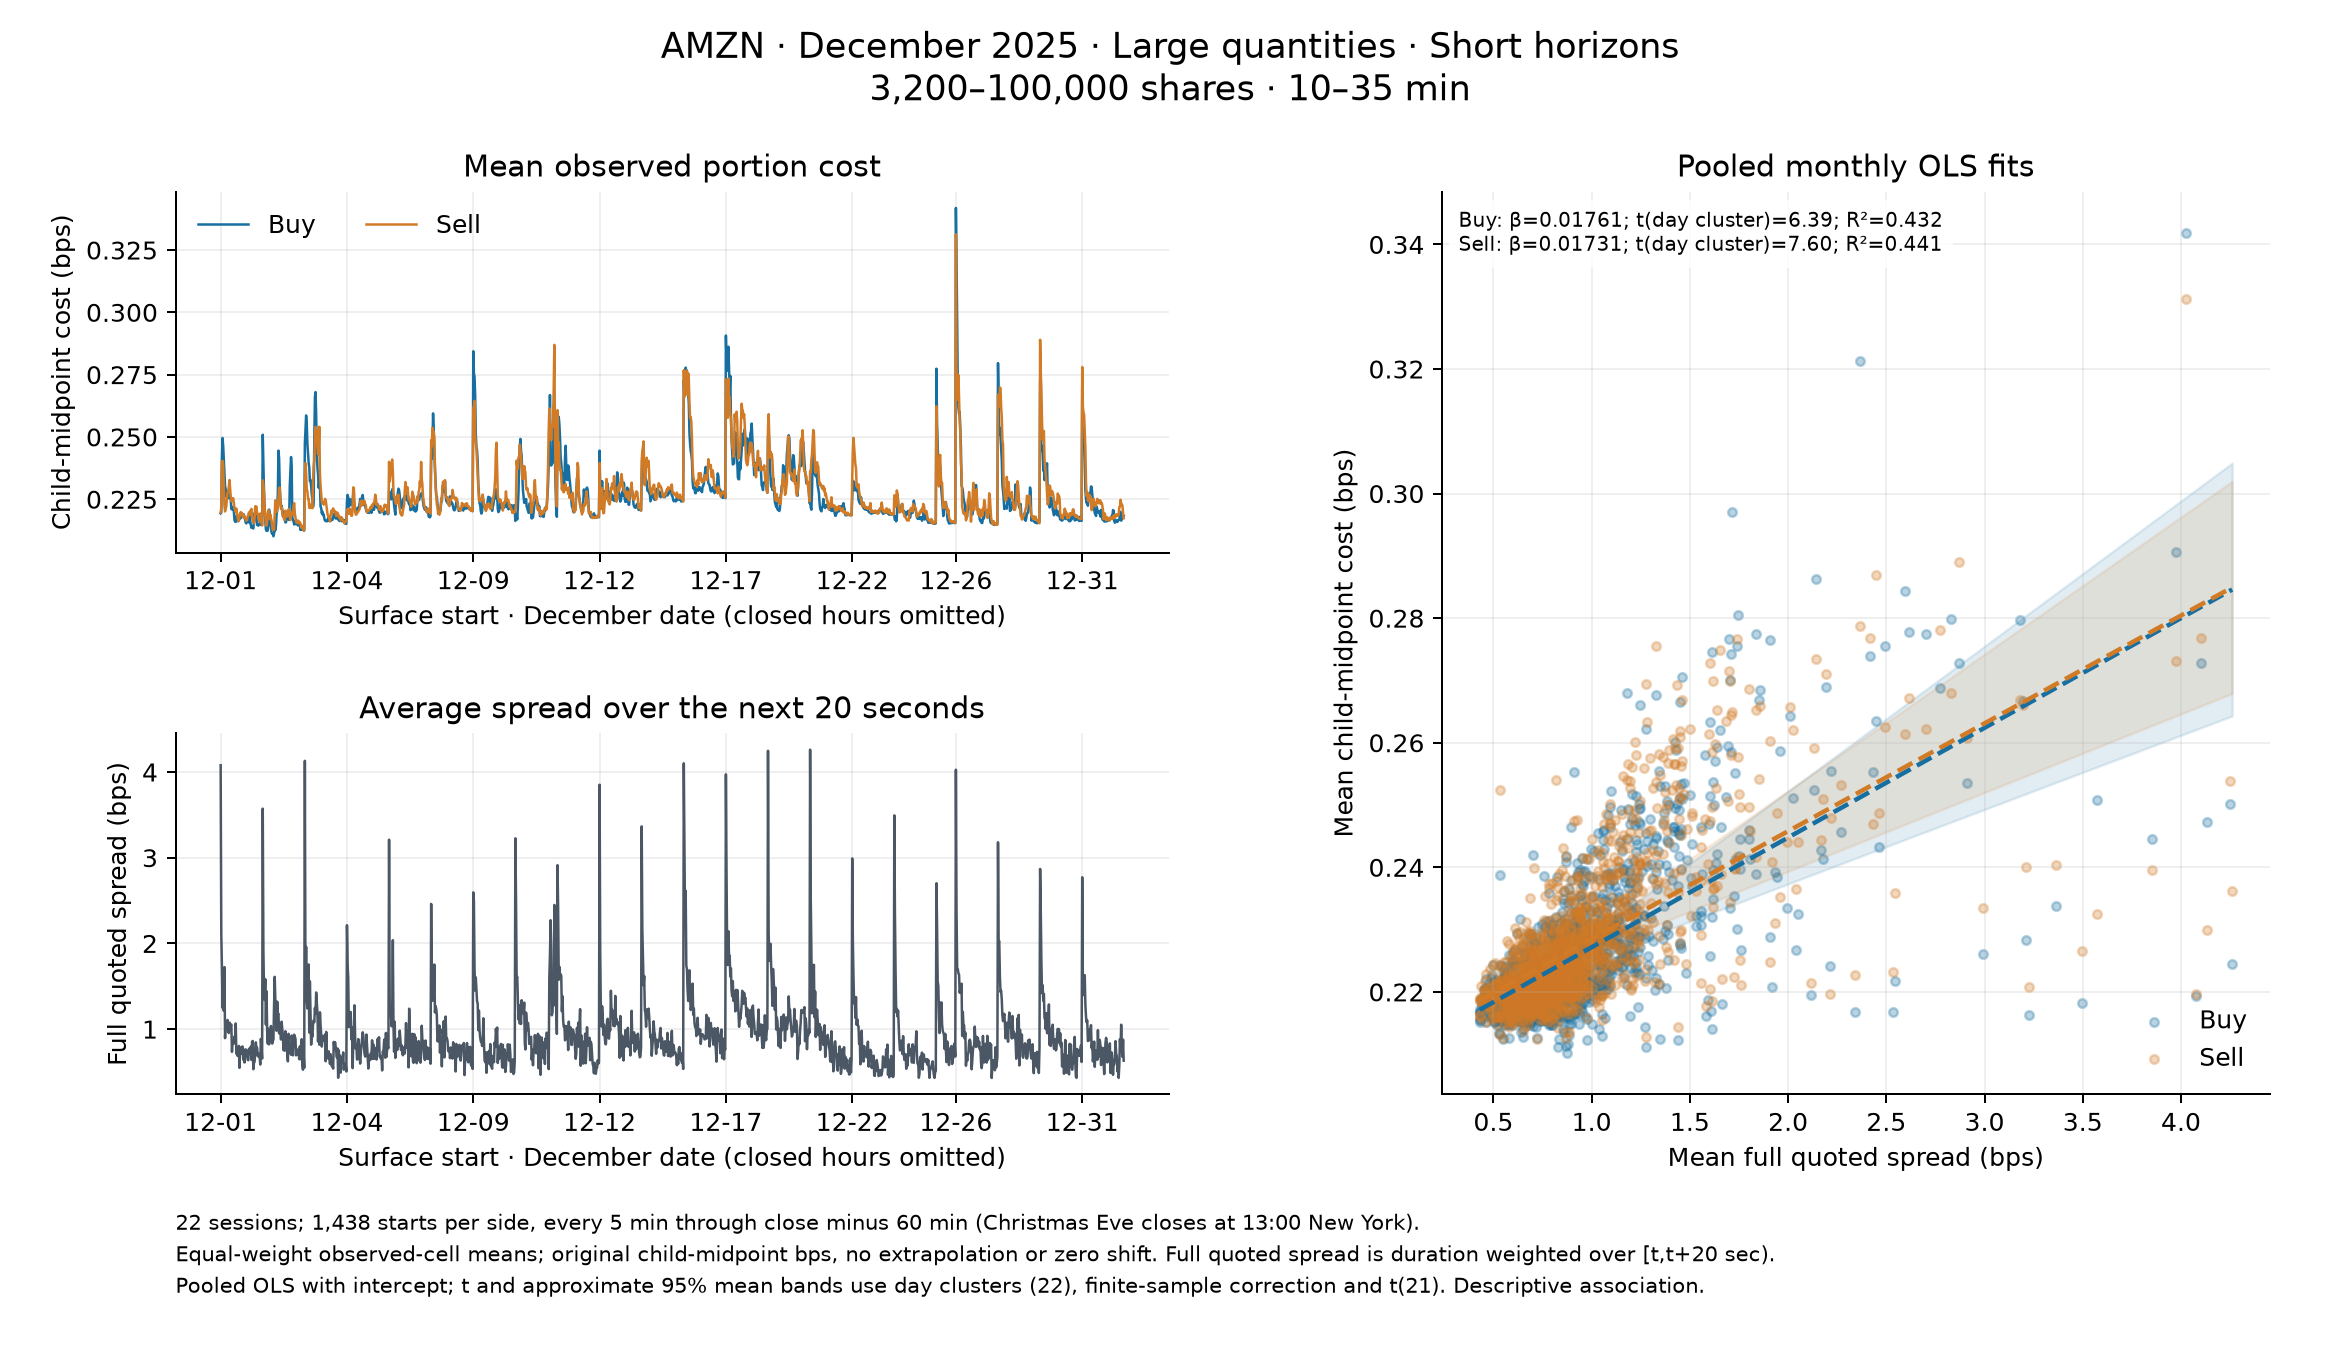 AMZN · December 2025 · Large quantities · Short horizons
3,200–100,000 shares · 10–35 min
Mean observed portion cost
Buy
Sell
Child-midpoint cost (bps)
0.325
0.300
0.275
0.250
0.225
12-01
12-04
12-09
12-12
12-17
12-22
12-26
12-31
Surface start · December date (closed hours omitted)
Average spread over the next 20 seconds
Full quoted spread (bps)
4
3
2
1
12-01
12-04
12-09
12-12
12-17
12-22
12-26
12-31
Surface start · December date (closed hours omitted)
Pooled monthly OLS fits
Buy: β=0.01761; t(day cluster)=6.39; R²=0.432
Sell: β=0.01731; t(day cluster)=7.60; R²=0.441
Mean child-midpoint cost (bps)
0.34
0.32
0.30
0.28
0.26
0.24
0.22
Buy
Sell
0.5
1.0
1.5
2.0
2.5
3.0
3.5
4.0
Mean full quoted spread (bps)
22 sessions; 1,438 starts per side, every 5 min through close minus 60 min (Christmas Eve closes at 13:00 New York).
Equal-weight observed-cell means; original child-midpoint bps, no extrapolation or zero shift. Full quoted spread is duration weighted over [t,t+20 sec).
Pooled OLS with intercept; t and approximate 95% mean bands use day clusters (22), finite-sample correction and t(21). Descriptive association.